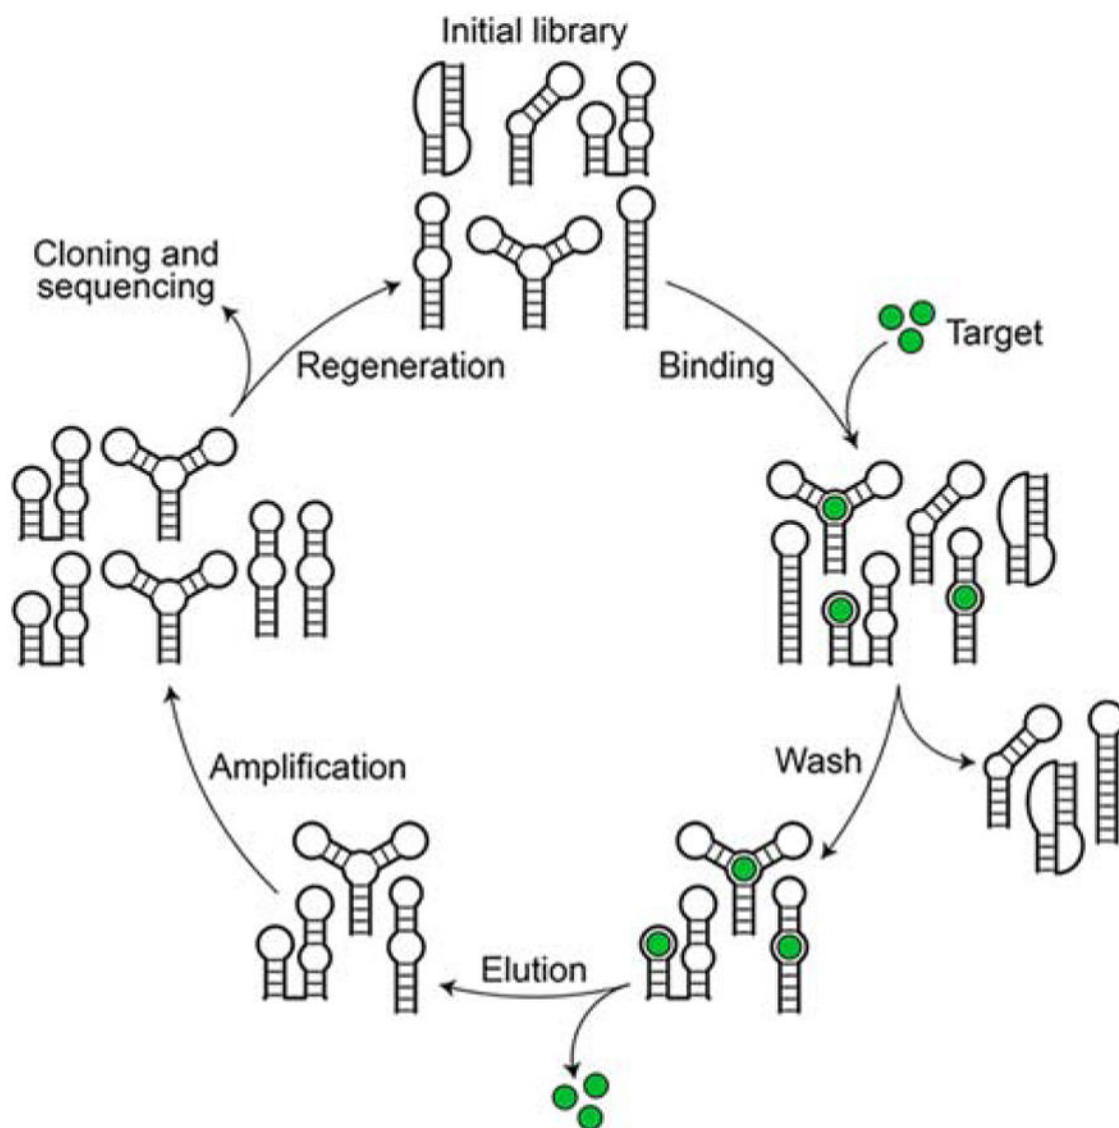 Initial library
Cloning and
sequencing
Regeneration
Binding
Target
Amplification
Wash
Elution